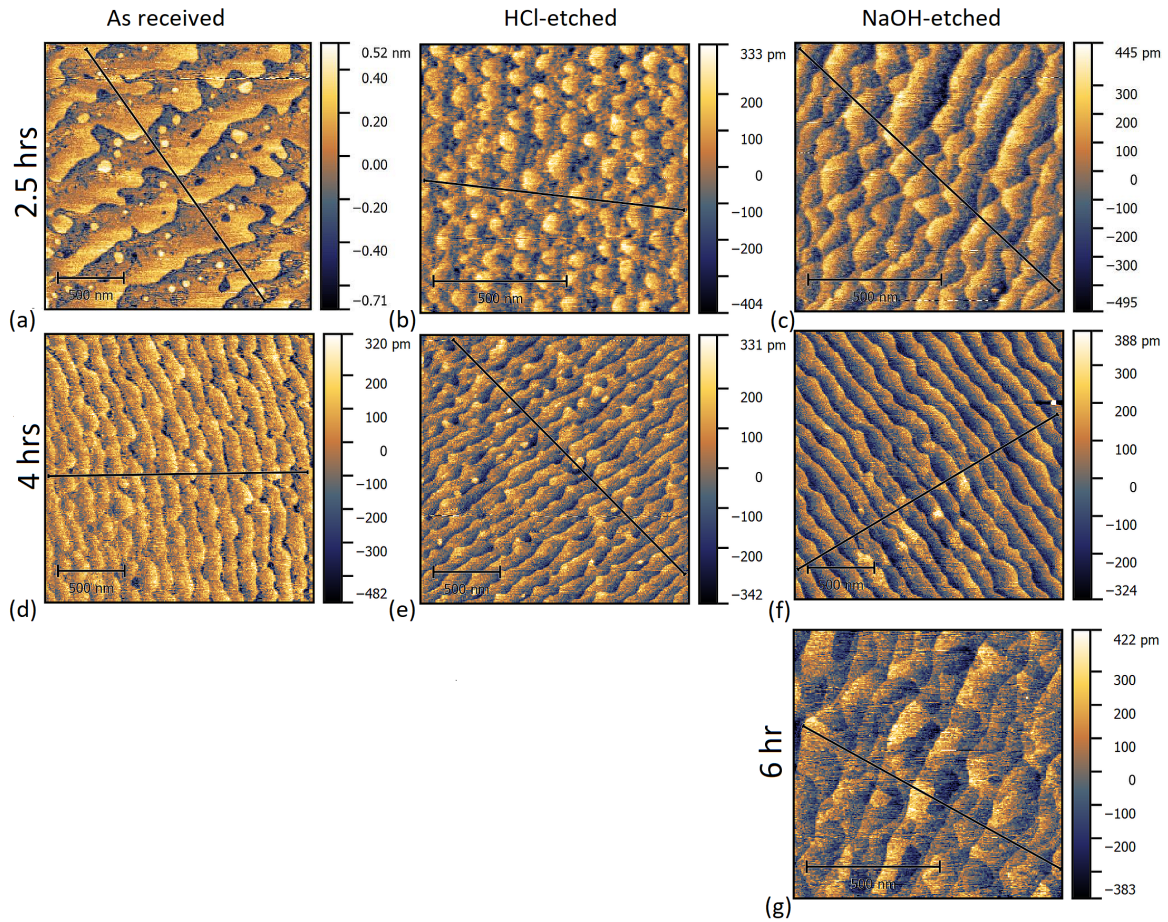 As received
HCl-etched
NaOH-etched
2.5 hrs
0.52 nm
0.40
0.20
0.00
−0.20
−0.40
−0.71
500 nm
(a)
333 pm
200
100
0
−100
−200
−404
500 nm
(b)
445 pm
300
200
100
0
−100
−200
−300
−495
500 nm
(c)
4 hrs
320 pm
200
100
0
−100
−200
−300
−482
500 nm
(d)
331 pm
200
100
0
−100
−200
−342
500 nm
(e)
388 pm
200
100
0
−100
−200
−324
500 nm
(f)
6 hr
422 pm
300
200
100
0
−100
−200
−383
500 nm
(g)